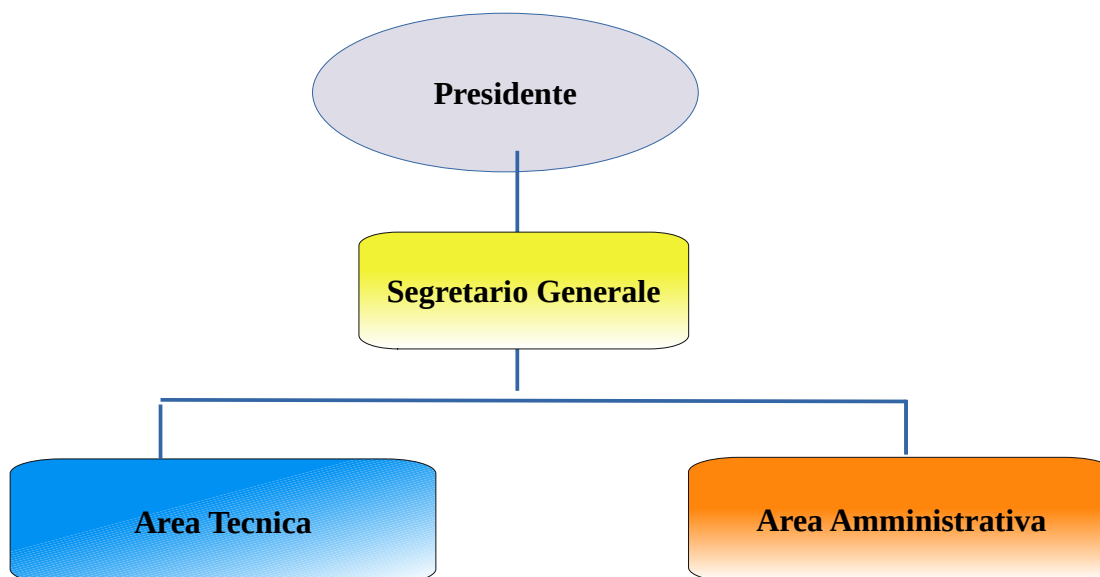 Presidente
Segretario Generale
Area Tecnica
Area Amministrativa